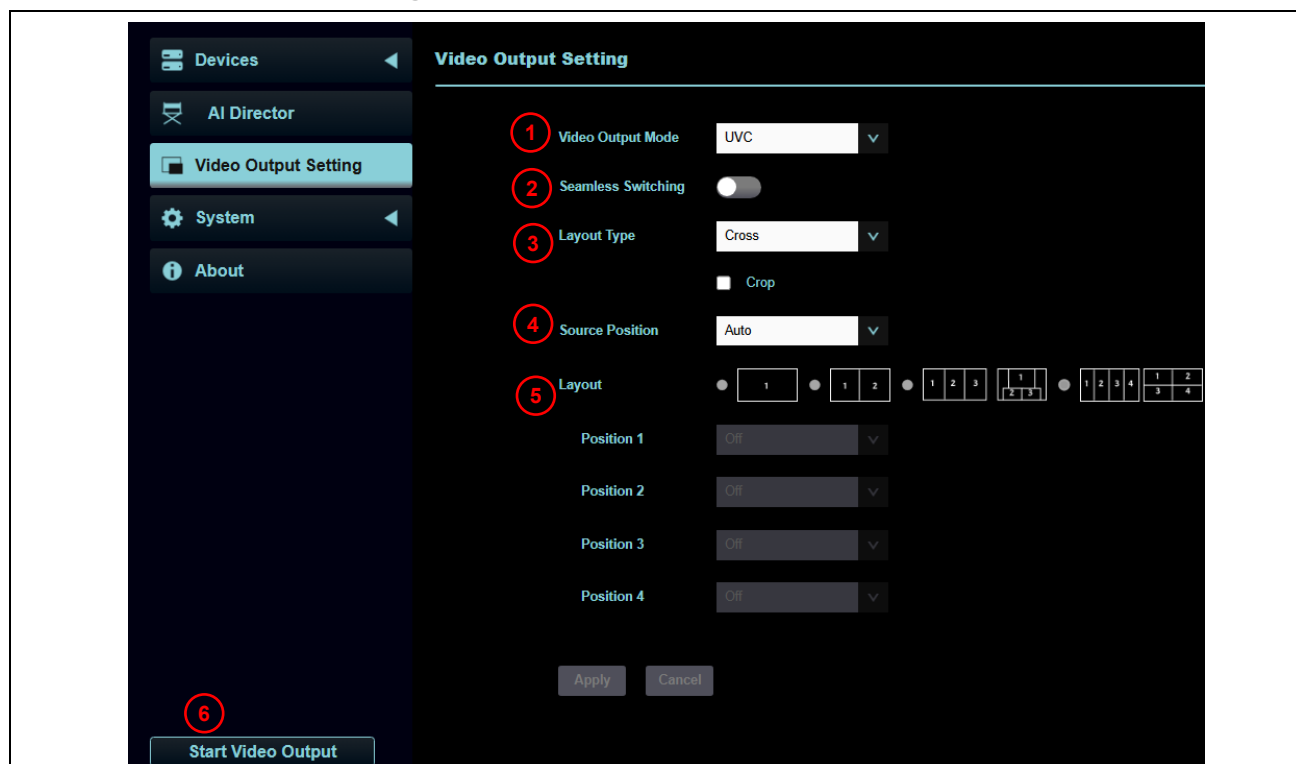 Devices
AI Director
Video Output Setting
System
About
6
Start Video Output
Video Output Setting
1 Video Output Mode UVC
2 Seamless Switching
3 Layout Type Cross
Crop
4 Source Position Auto
5 Layout 1 1 2 1 2 3 1 2 3 1 2 3 4 1 2 3 4
Position 1 Off
Position 2 Off
Position 3 Off
Position 4 Off
Apply Cancel